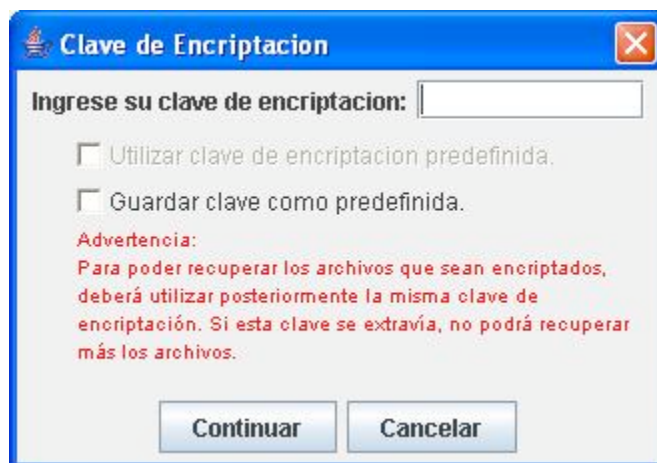 Clave de Encriptacion
Ingrese su clave de encriptacion:
Utilizar clave de encriptacion predefinida.
Guardar clave como predefinida.
Advertencia:
Para poder recuperar los archivos que sean encriptados,
deberá utilizar posteriormente la misma clave de
encriptación. Si esta clave se extravía, no podrá recuperar
más los archivos.
Continuar Cancelar